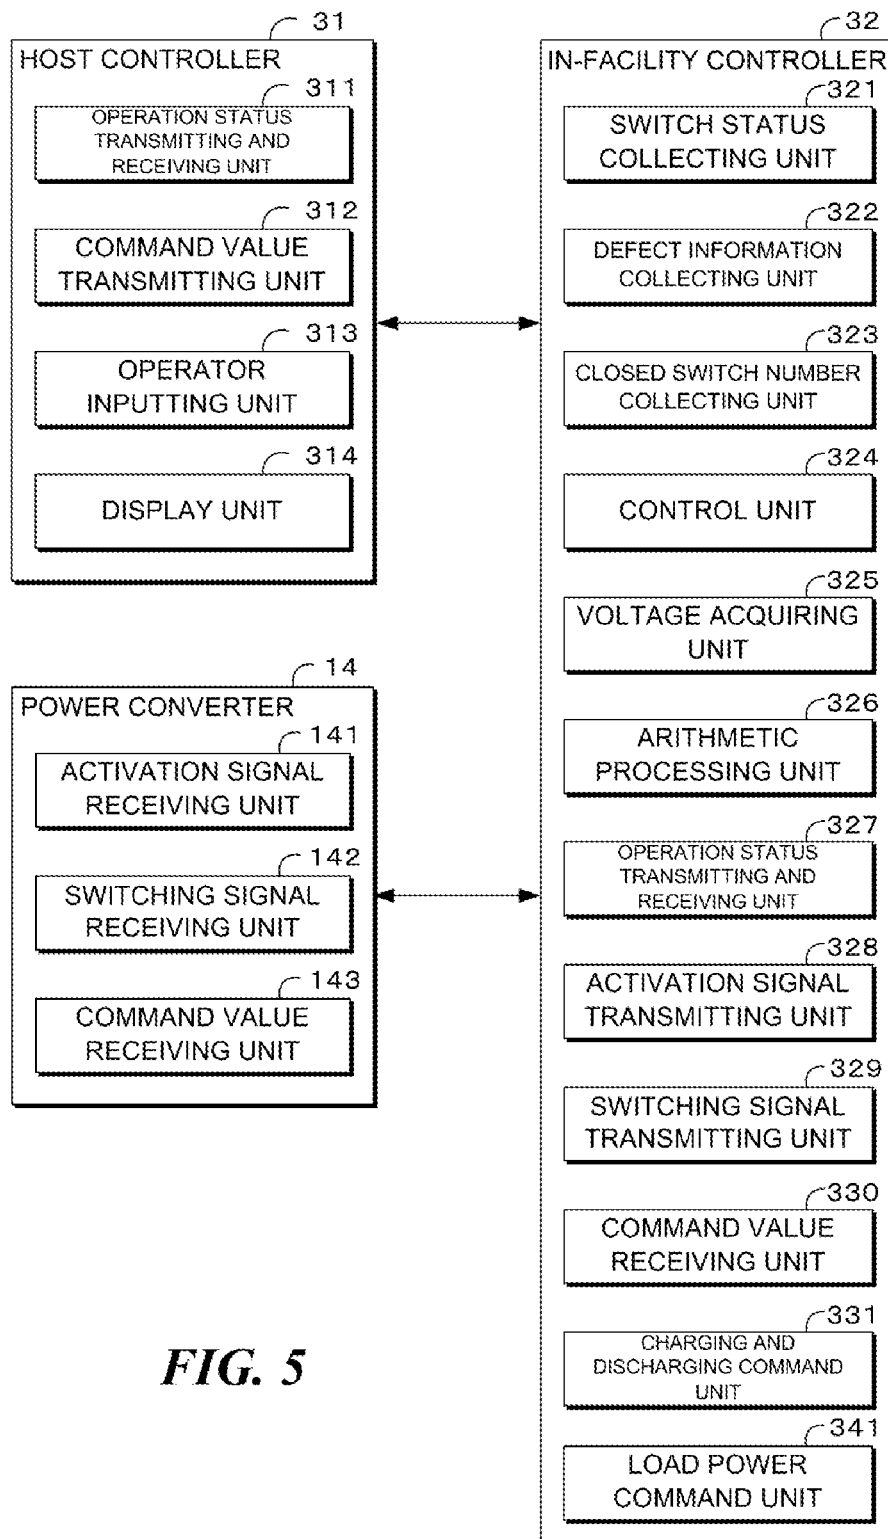 31
HOST CONTROLLER
311
OPERATION STATUS
TRANSMITTING AND
RECEIVING UNIT
312
COMMAND VALUE
TRANSMITTING UNIT
313
OPERATOR
INPUTTING UNIT
314
DISPLAY UNIT
14
POWER CONVERTER
141
ACTIVATION SIGNAL
RECEIVING UNIT
142
SWITCHING SIGNAL
RECEIVING UNIT
143
COMMAND VALUE
RECEIVING UNIT
32
IN-FACILITY CONTROLLER
321
SWITCH STATUS
COLLECTING UNIT
322
DEFECT INFORMATION
COLLECTING UNIT
323
CLOSED SWITCH NUMBER
COLLECTING UNIT
324
CONTROL UNIT
325
VOLTAGE ACQUIRING
UNIT
326
ARITHMETIC
PROCESSING UNIT
327
OPERATION STATUS
TRANSMITTING AND
RECEIVING UNIT
328
ACTIVATION SIGNAL
TRANSMITTING UNIT
329
SWITCHING SIGNAL
TRANSMITTING UNIT
330
COMMAND VALUE
RECEIVING UNIT
331
CHARGING AND
DISCHARGING COMMAND
UNIT
341
LOAD POWER
COMMAND UNIT
FIG. 5